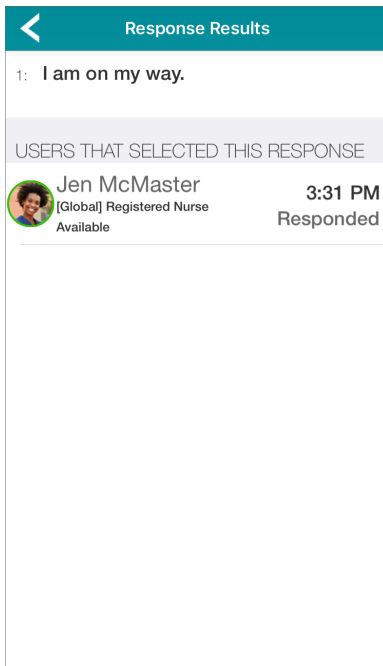 Response Results
1: I am on my way.
USERS THAT SELECTED THIS RESPONSE
Jen McMaster
[Global] Registered Nurse
Available
3:31 PM
Responded